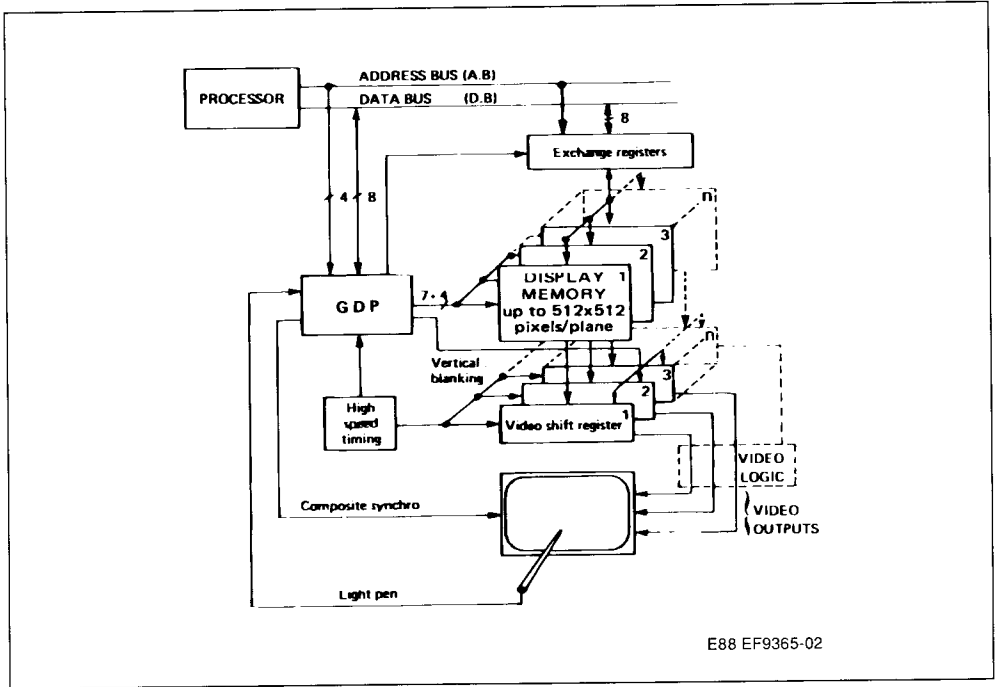 ADDRESS BUS (A.B)
PROCESSOR
DATA BUS (D.B)
8
Exchange registers
4 8
n
3
2
1
DISPLAY
MEMORY
up to 512x512
pixels/plane
GDP
7 + 4
Vertical
blanking
n
3
2
1
High
speed
timing
Video shift register
VIDEO
LOGIC
Composite synchro
VIDEO
OUTPUTS
Light pen
E88 EF9365-02